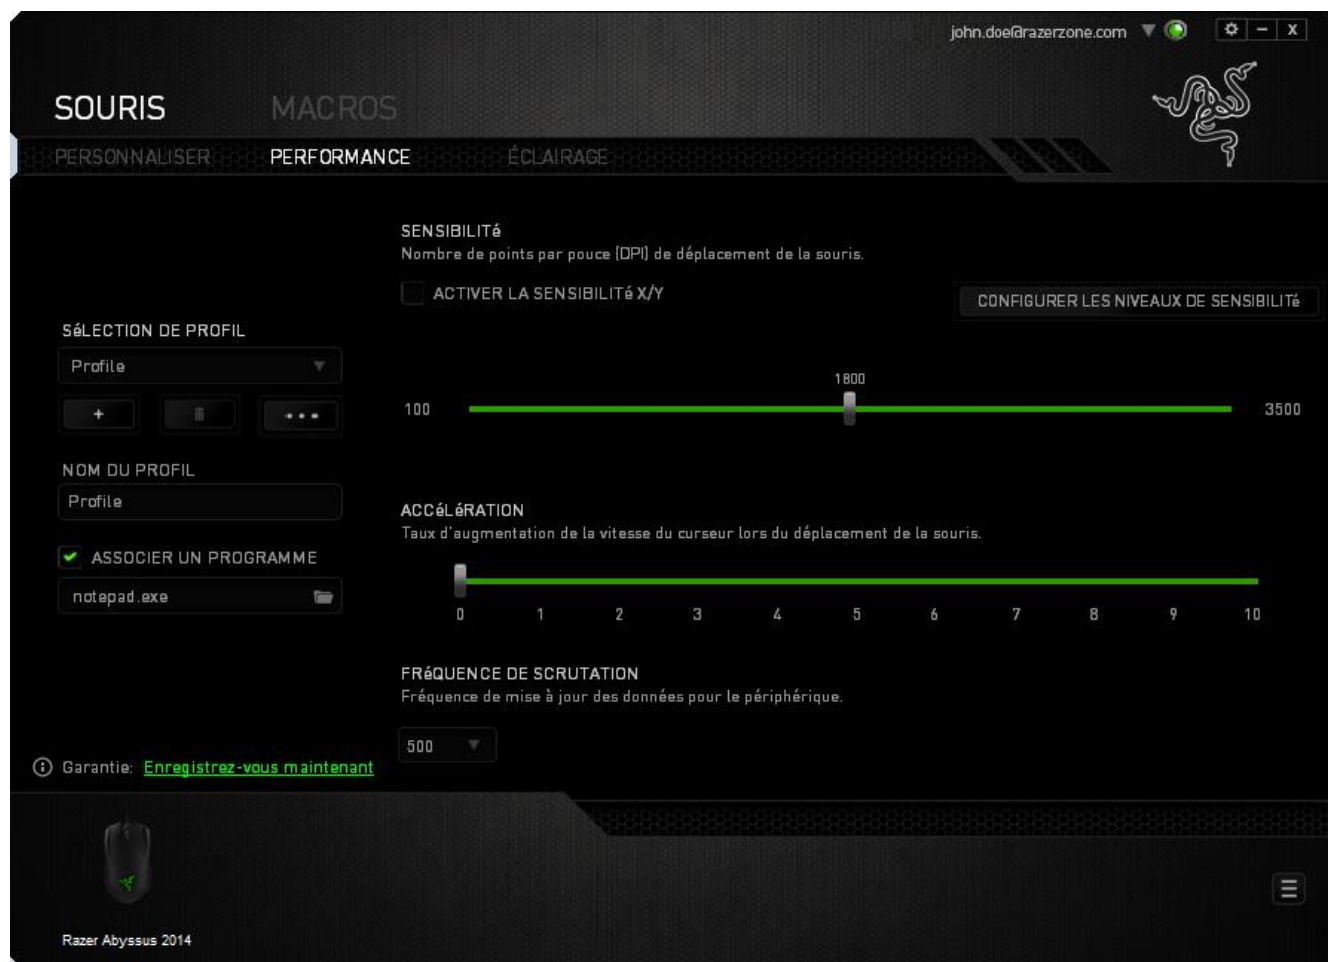 john.doe@razerzone.com
SOURIS MACROS
PERSONNALISER PERFORMANCE ÉCLAIRAGE
SENSIBILITé
Nombre de points par pouce (DPI) de déplacement de la souris.
ACTIVER LA SENSIBILITé X/Y
CONFIGURER LES NIVEAUX DE SENSIBILITé
SéLECTION DE PROFIL
Profile
1800
100 3500
NOM DU PROFIL
Profile
ASSOCIER UN PROGRAMME
notepad.exe
ACCéLéRATION
Taux d'augmentation de la vitesse du curseur lors du déplacement de la souris.
0 1 2 3 4 5 6 7 8 9 10
FRéQUENCE DE SCRUTATION
Fréquence de mise à jour des données pour le périphérique.
500
Garantie: Enregistrez-vous maintenant
Razer Abyssus 2014